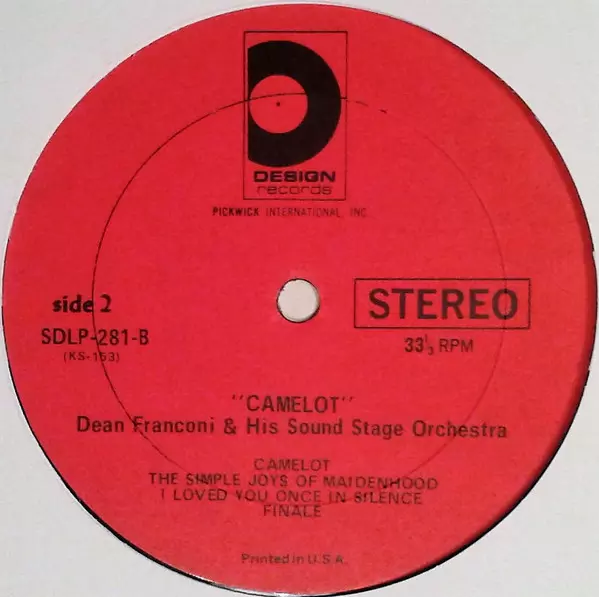 DESIGN
records
PICKWICK INTERNATIONAL, INC.
side 2
STEREO
SDLP-281-B
33⅓ RPM
(KS-153)
"CAMELOT"
Dean Franconi & His Sound Stage Orchestra
CAMELOT
THE SIMPLE JOYS OF MAIDENHOOD
I LOVED YOU ONCE IN SILENCE
FINALE
Printed in U.S.A.